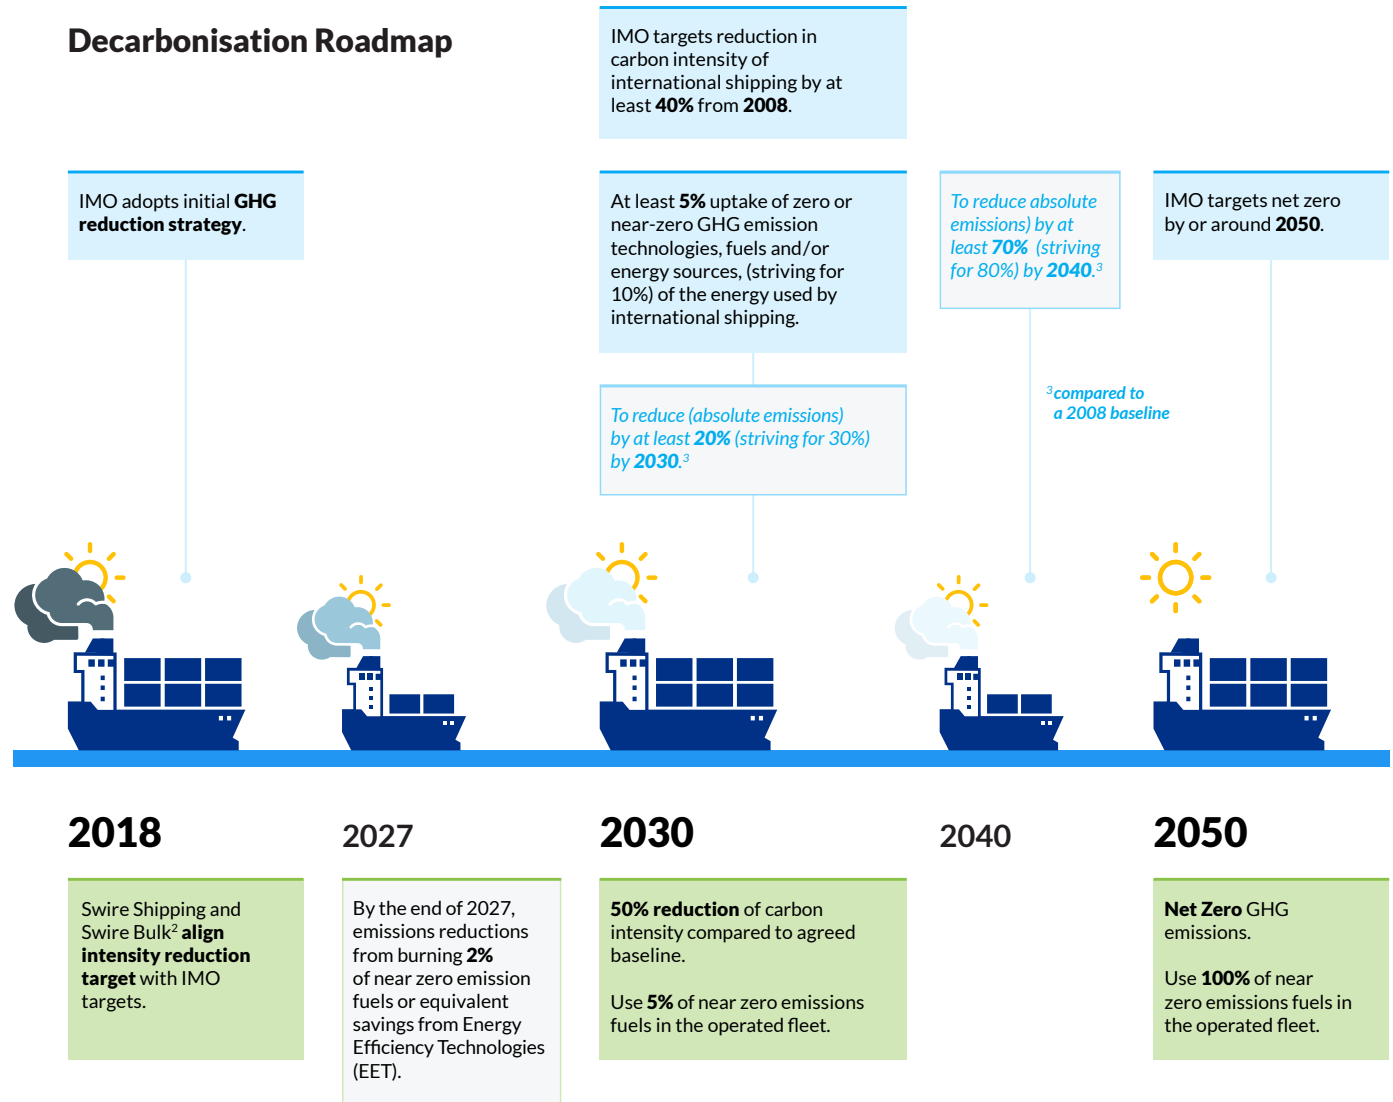 Decarbonisation Roadmap
IMO targets reduction in
carbon intensity of
international shipping by at
least 40% from 2008.
IMO adopts initial GHG
reduction strategy.
At least 5% uptake of zero or
near-zero GHG emission
technologies, fuels and/or
energy sources, (striving for
10%) of the energy used by
international shipping.
To reduce (absolute emissions)
by at least 20% (striving for 30%)
by 2030.³
To reduce absolute
emissions) by at
least 70% (striving
for 80%) by 2040.³
³compared to
a 2008 baseline
IMO targets net zero
by or around 2050.
2018
2027
2030
2040
2050
Swire Shipping and
Swire Bulk² align
intensity reduction
target with IMO
targets.
By the end of 2027,
emissions reductions
from burning 2%
of near zero emission
fuels or equivalent
savings from Energy
Efficiency Technologies
(EET).
50% reduction of carbon
intensity compared to agreed
baseline.
Use 5% of near zero emissions
fuels in the operated fleet.
Net Zero GHG
emissions.
Use 100% of near
zero emissions fuels in
the operated fleet.